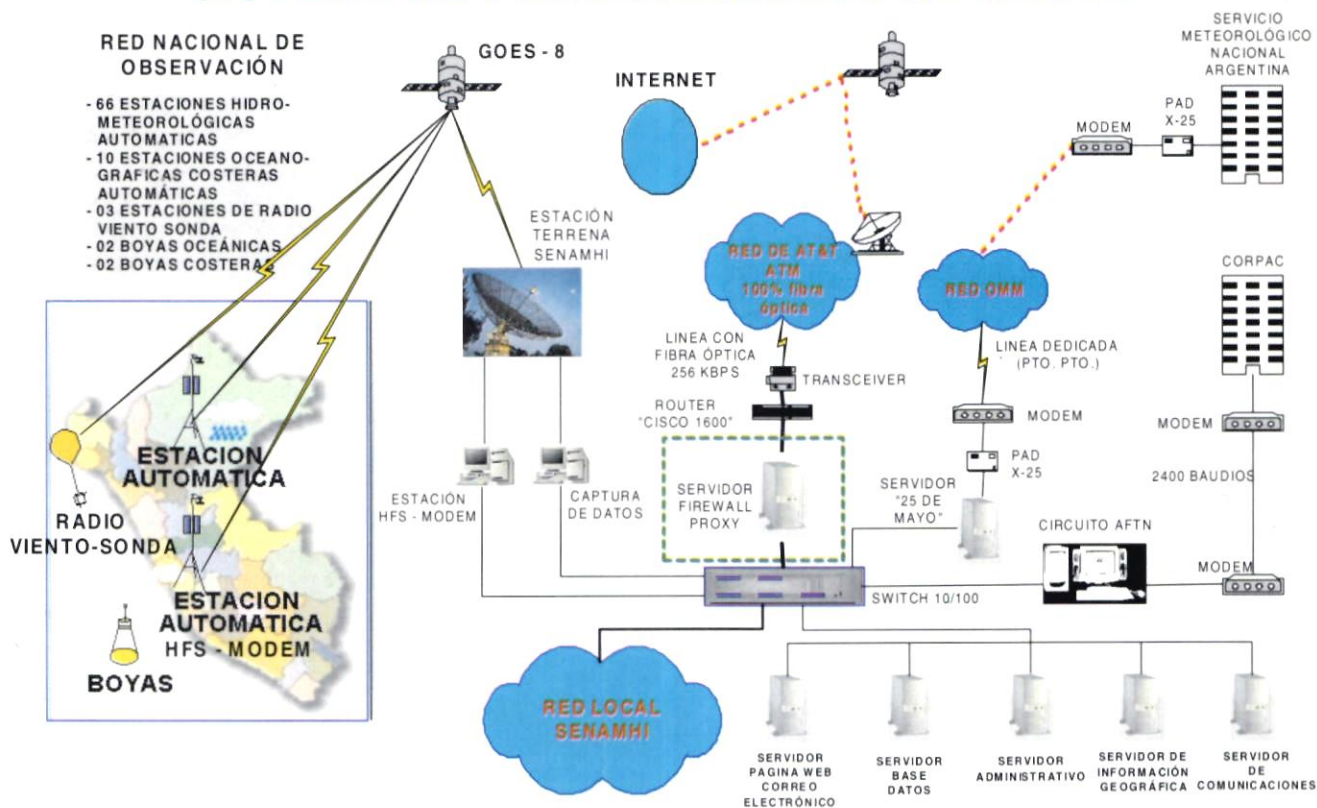 RED NACIONAL DE
OBSERVACIÓN
- 66 ESTACIONES HIDRO-
METEOROLÓGICAS
AUTOMATICAS
- 10 ESTACIONES OCEANO-
GRAFICAS COSTERAS
AUTOMÁTICAS
- 03 ESTACIONES DE RADIO
VIENTO SONDA
- 02 BOYAS OCEÁNICAS
- 02 BOYAS COSTERAS
GOES - 8
INTERNET
SERVICIO
METEOROLÓGICO
NACIONAL
ARGENTINA
PAD
X-25
MODEM
ESTACIÓN
TERRENA
SENAMHI
RED DE AT&T
ATM
100% fibra
óptica
RED OMM
CORPAC
LINEA CON
FIBRA ÓPTICA
256 KBPS
TRANSCEIVER
LINEA DEDICADA
(PTO. PTO.)
ROUTER
"CISCO 1600"
MODEM
MODEM
ESTACION
AUTOMATICA
RADIO
VIENTO-SONDA
ESTACION
AUTOMATICA
HFS - MODEM
BOYAS
ESTACIÓN
HFS - MODEM
CAPTURA
DE DATOS
SERVIDOR
FIREWALL
PROXY
SERVIDOR
"25 DE
MAYO"
PAD
X-25
2400 BAUDIOS
CIRCUITO AFTN
MODEM
SWITCH 10/100
RED LOCAL
SENAMHI
SERVIDOR
PAGINA WEB
CORREO
ELECTRÓNICO
SERVIDOR
BASE
DATOS
SERVIDOR
ADMINISTRATIVO
SERVIDOR DE
INFORMACIÓN
GEOGRÁFICA
SERVIDOR
DE
COMUNICACIONES